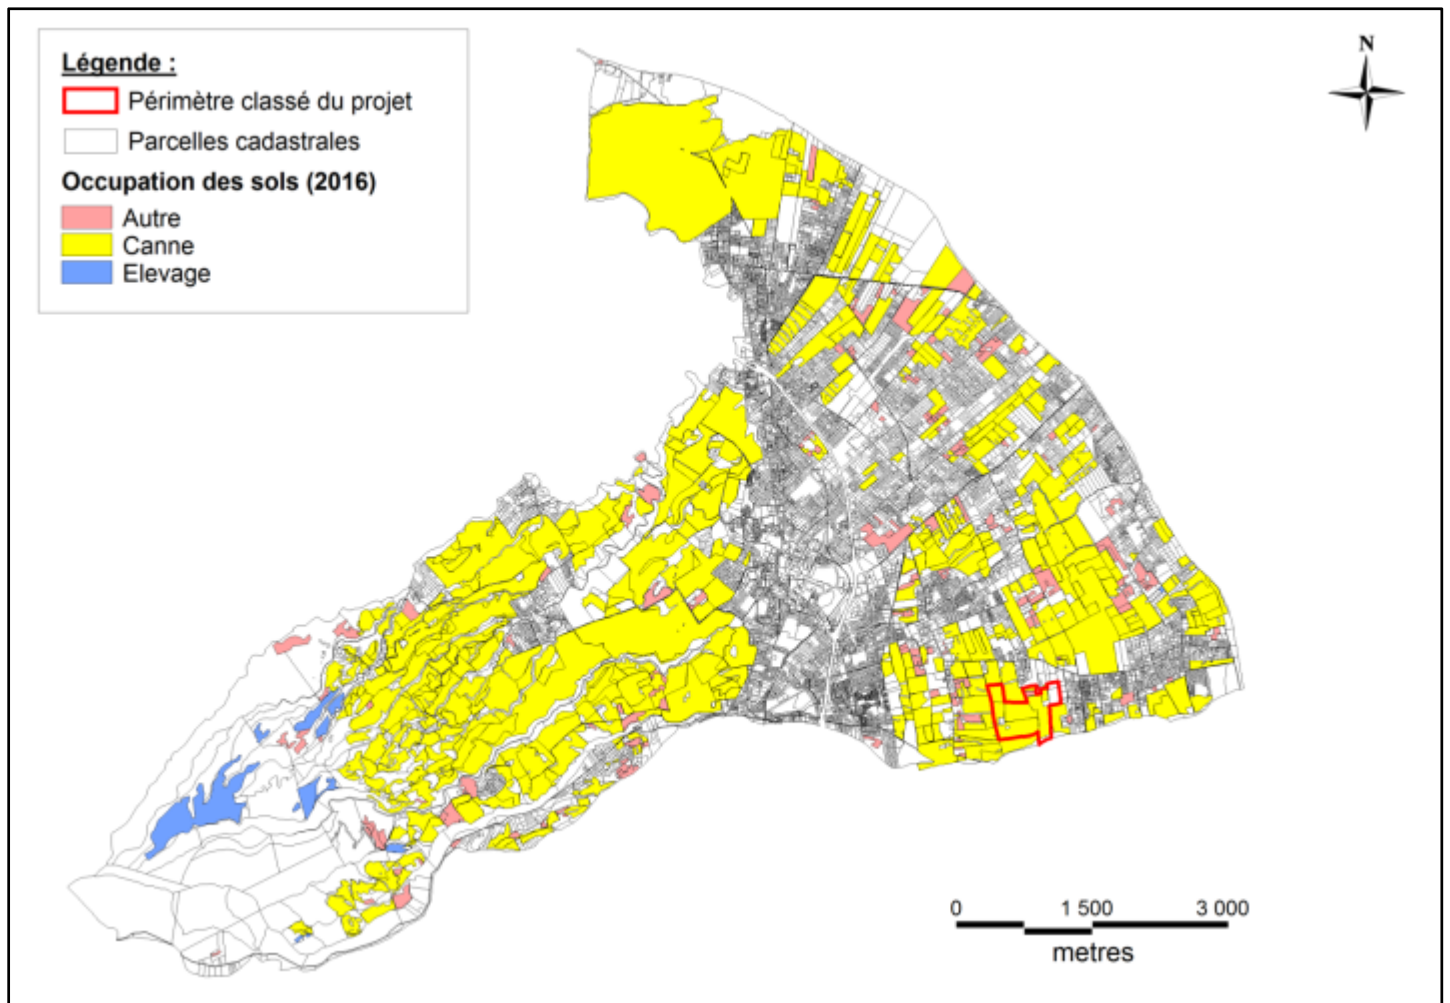 Légende :
Périmètre classé du projet
Parcelles cadastrales
Occupation des sols (2016)
Autre
Canne
Elevage
N
0 1 500 3 000
metres